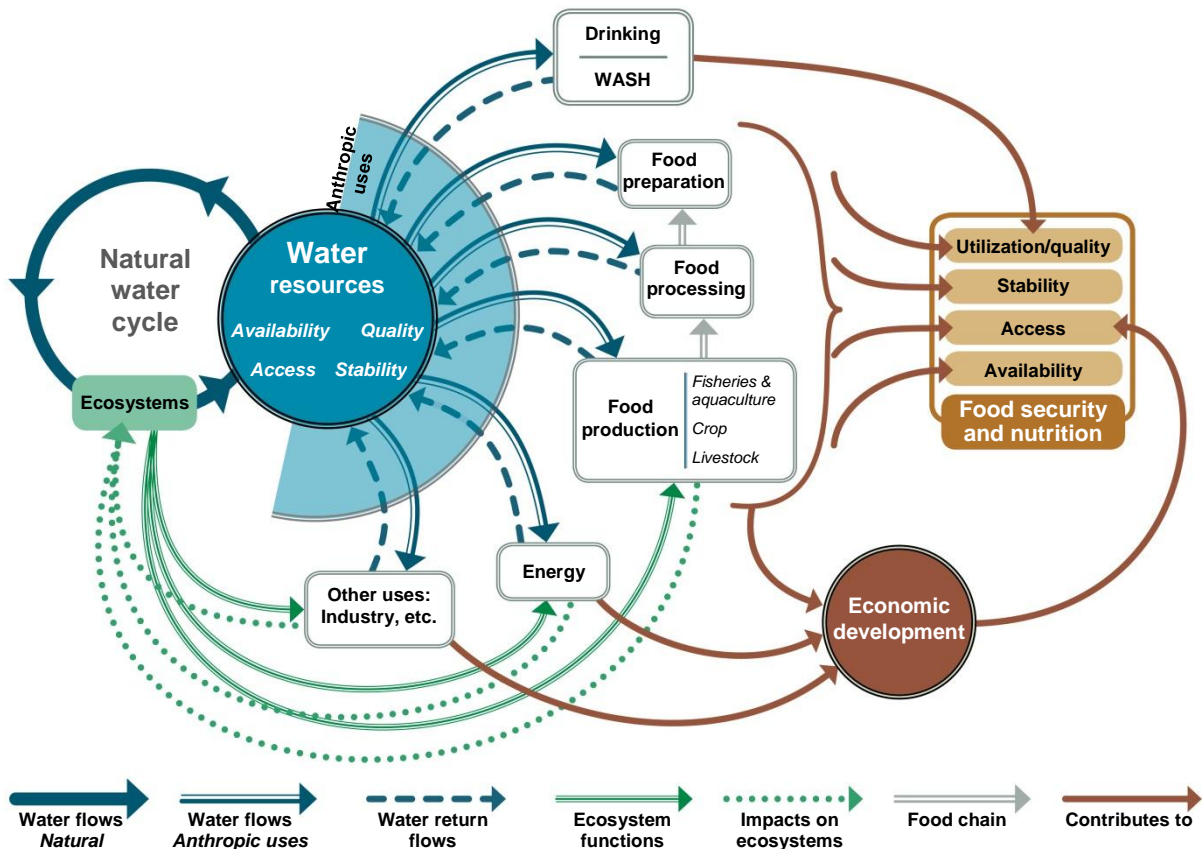 Drinking
WASH
Anthropic
uses
Food
preparation
Natural
water
cycle
Water
resources
Availability Quality
Access Stability
Food
processing
Utilization/quality
Stability
Access
Availability
Food security
and nutrition
Ecosystems
Food
production
Fisheries &
aquaculture
Crop
Livestock
Energy
Other uses:
Industry, etc.
Economic
development
Water flows
Natural
Water flows
Anthropic uses
Water return
flows
Ecosystem
functions
Impacts on
ecosystems
Food chain
Contributes to